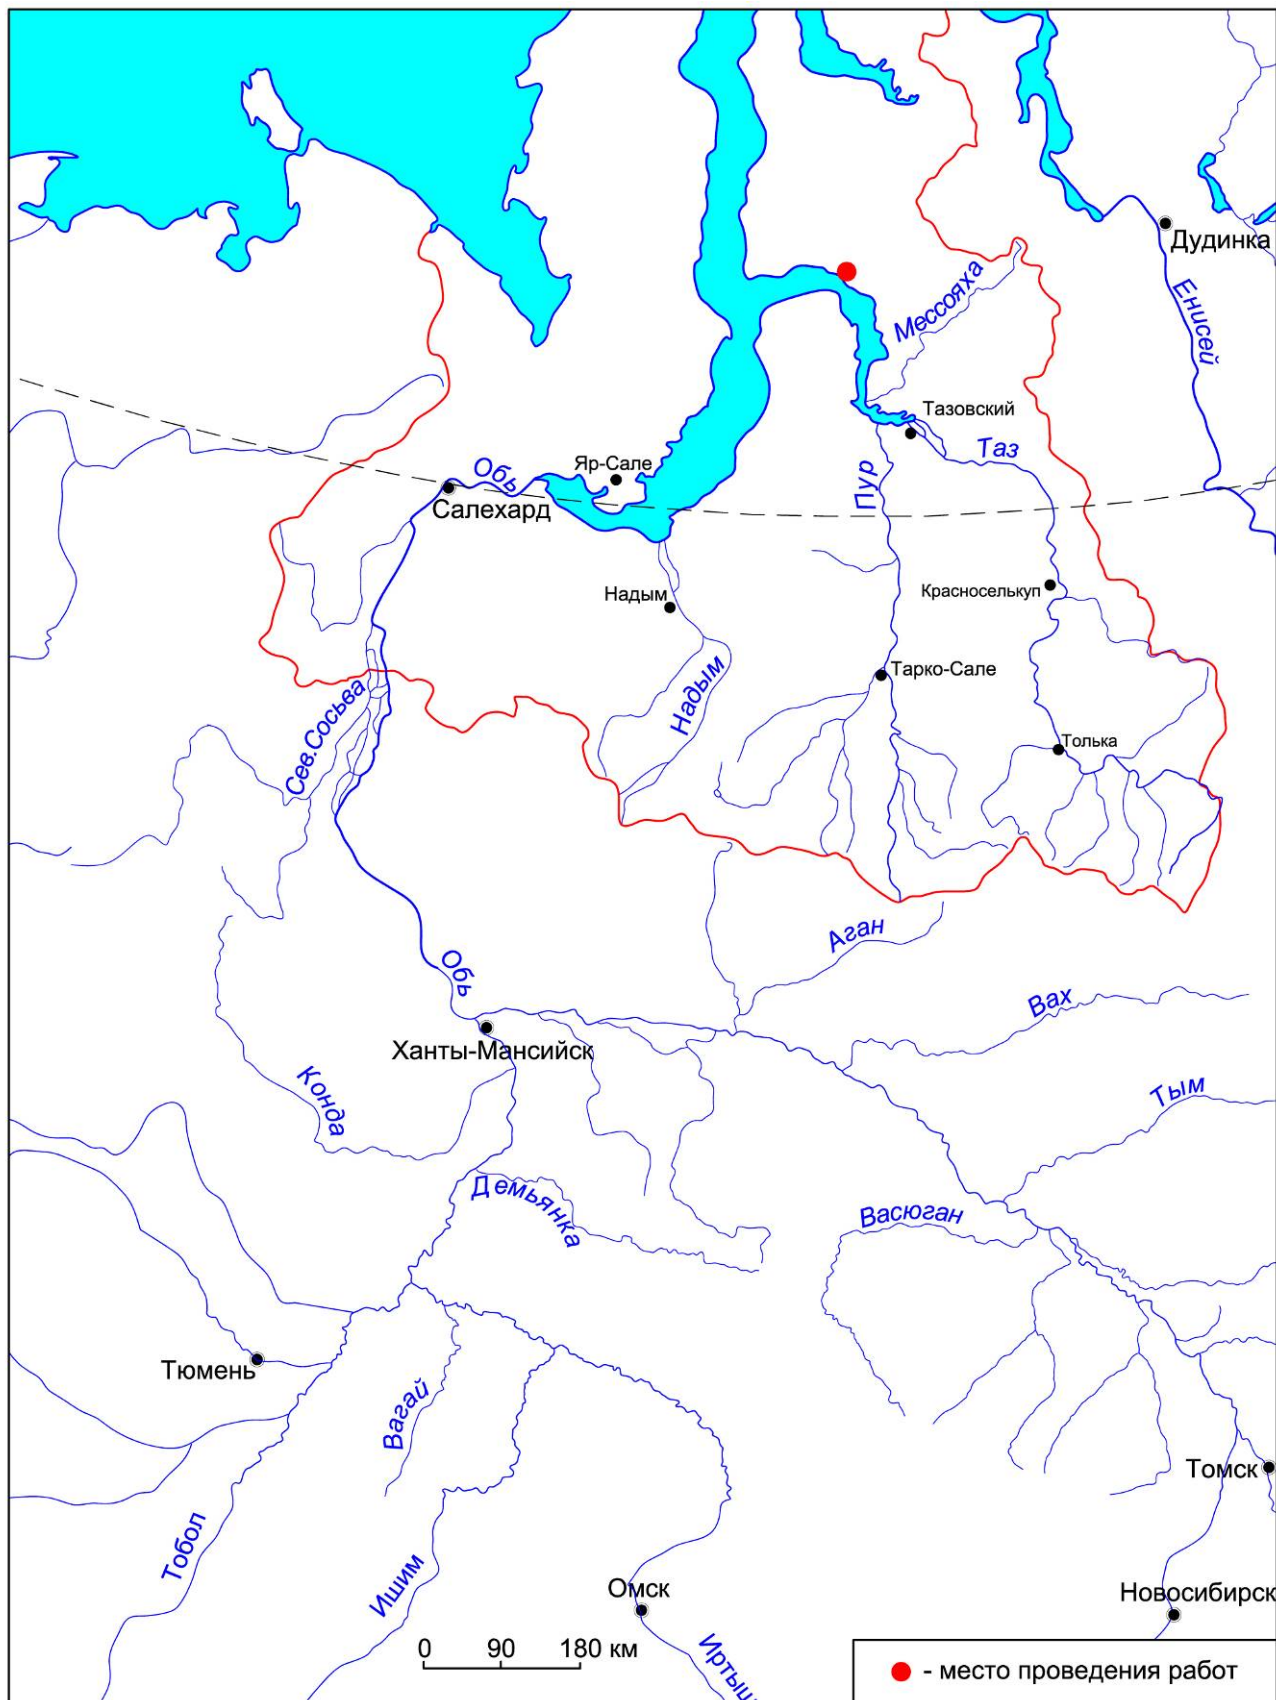 Дудинка
Енисей
Мессояха
Тазовский
Таз
Яр-Сале
Обь
Пур
Салехард
Красноселькуп
Надым
Тарко-Сале
Надым
Сев.Сосьва
Толька
Аган
Обь
Вах
Ханты-Мансийск
Конда
Тым
Демьянка
Васюган
Тюмень
Вагай
Томск
Тобол
Ишим
Омск
Новосибирск
0 90 180 км
Иртыш
- место проведения работ